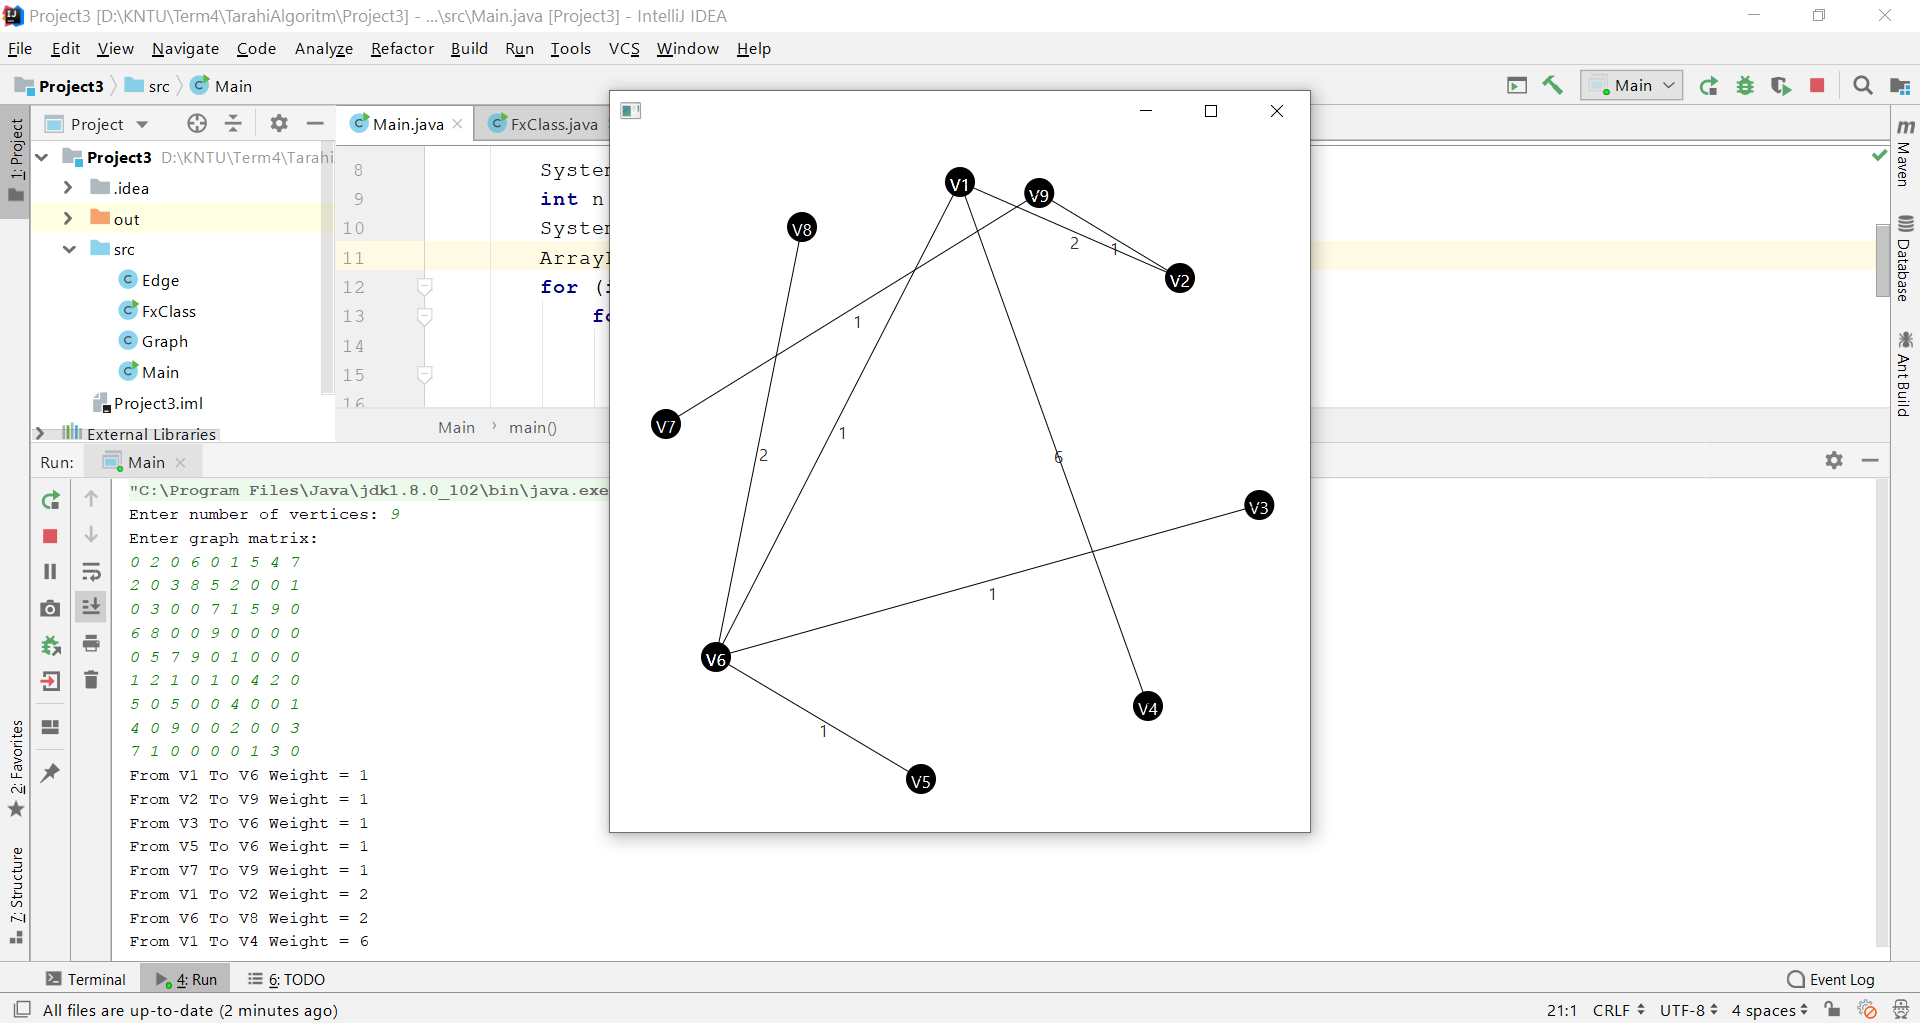 Project3 [D:\KNTU\Term4\TarahiAlgoritm\Project3] - ...\src\Main.java [Project3] - IntelliJ IDEA
File Edit View Navigate Code Analyze Refactor Build Run Tools VCS Window Help
Project3 src Main
Main
1: Project
Project
Project3 D:\KNTU\Term4\Tarahi
.idea
out
src
Edge
FxClass
Graph
Main
Project3.iml
External Libraries
Main.java FxClass.java
8 System
9 int n
10 System
11 Array
12 for (
13 fo
14
15
16
Main main()
Maven
Database
Ant Build
V1
V9
V8
V2
V7
V3
V6
V4
V5
2
1
1
1
2
6
1
1
Run: Main
"C:\Program Files\Java\jdk1.8.0_102\bin\java.exe
Enter number of vertices: 9
Enter graph matrix:
0 2 0 6 0 1 5 4 7
2 0 3 8 5 2 0 0 1
0 3 0 0 7 1 5 9 0
6 8 0 0 9 0 0 0 0
0 5 7 9 0 1 0 0 0
1 2 1 0 1 0 4 2 0
5 0 5 0 0 4 0 0 1
4 0 9 0 0 2 0 0 3
7 1 0 0 0 0 1 3 0
From V1 To V6 Weight = 1
From V2 To V9 Weight = 1
From V3 To V6 Weight = 1
From V5 To V6 Weight = 1
From V7 To V9 Weight = 1
From V1 To V2 Weight = 2
From V6 To V8 Weight = 2
From V1 To V4 Weight = 6
2: Favorites
7: Structure
Terminal 4: Run 6: TODO Event Log
All files are up-to-date (2 minutes ago) 21:1 CRLF UTF-8 4 spaces